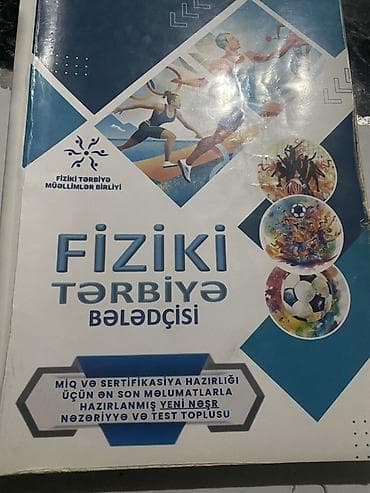 FİZİKİ TƏRBİYƏ
MÜƏLLİMLƏR BİRLİYİ
FİZİKİ
TƏRBİYƏ
BƏLƏDÇİSİ
MİQ VƏ SERTİFİKASİYA HAZIRLIĞI
ÜÇÜN ƏN SON MƏLUMATLARLA
HAZIRLANMIŞ YENİ NƏŞR
NƏZƏRİYYƏ VƏ TEST TOPLUSU